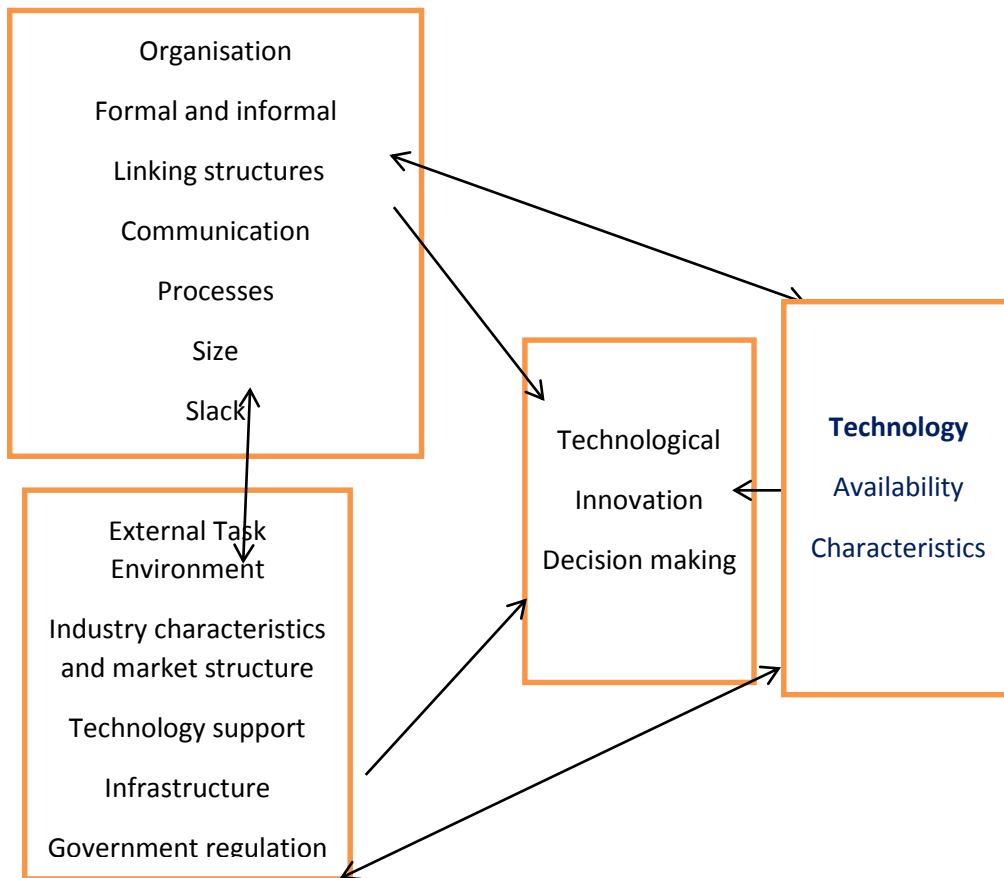 Organisation
Formal and informal
Linking structures
Communication
Processes
Size
Slack
External Task
Environment
Industry characteristics
and market structure
Technology support
Infrastructure
Government regulation
Technological
Innovation
Decision making
Technology
Availability
Characteristics